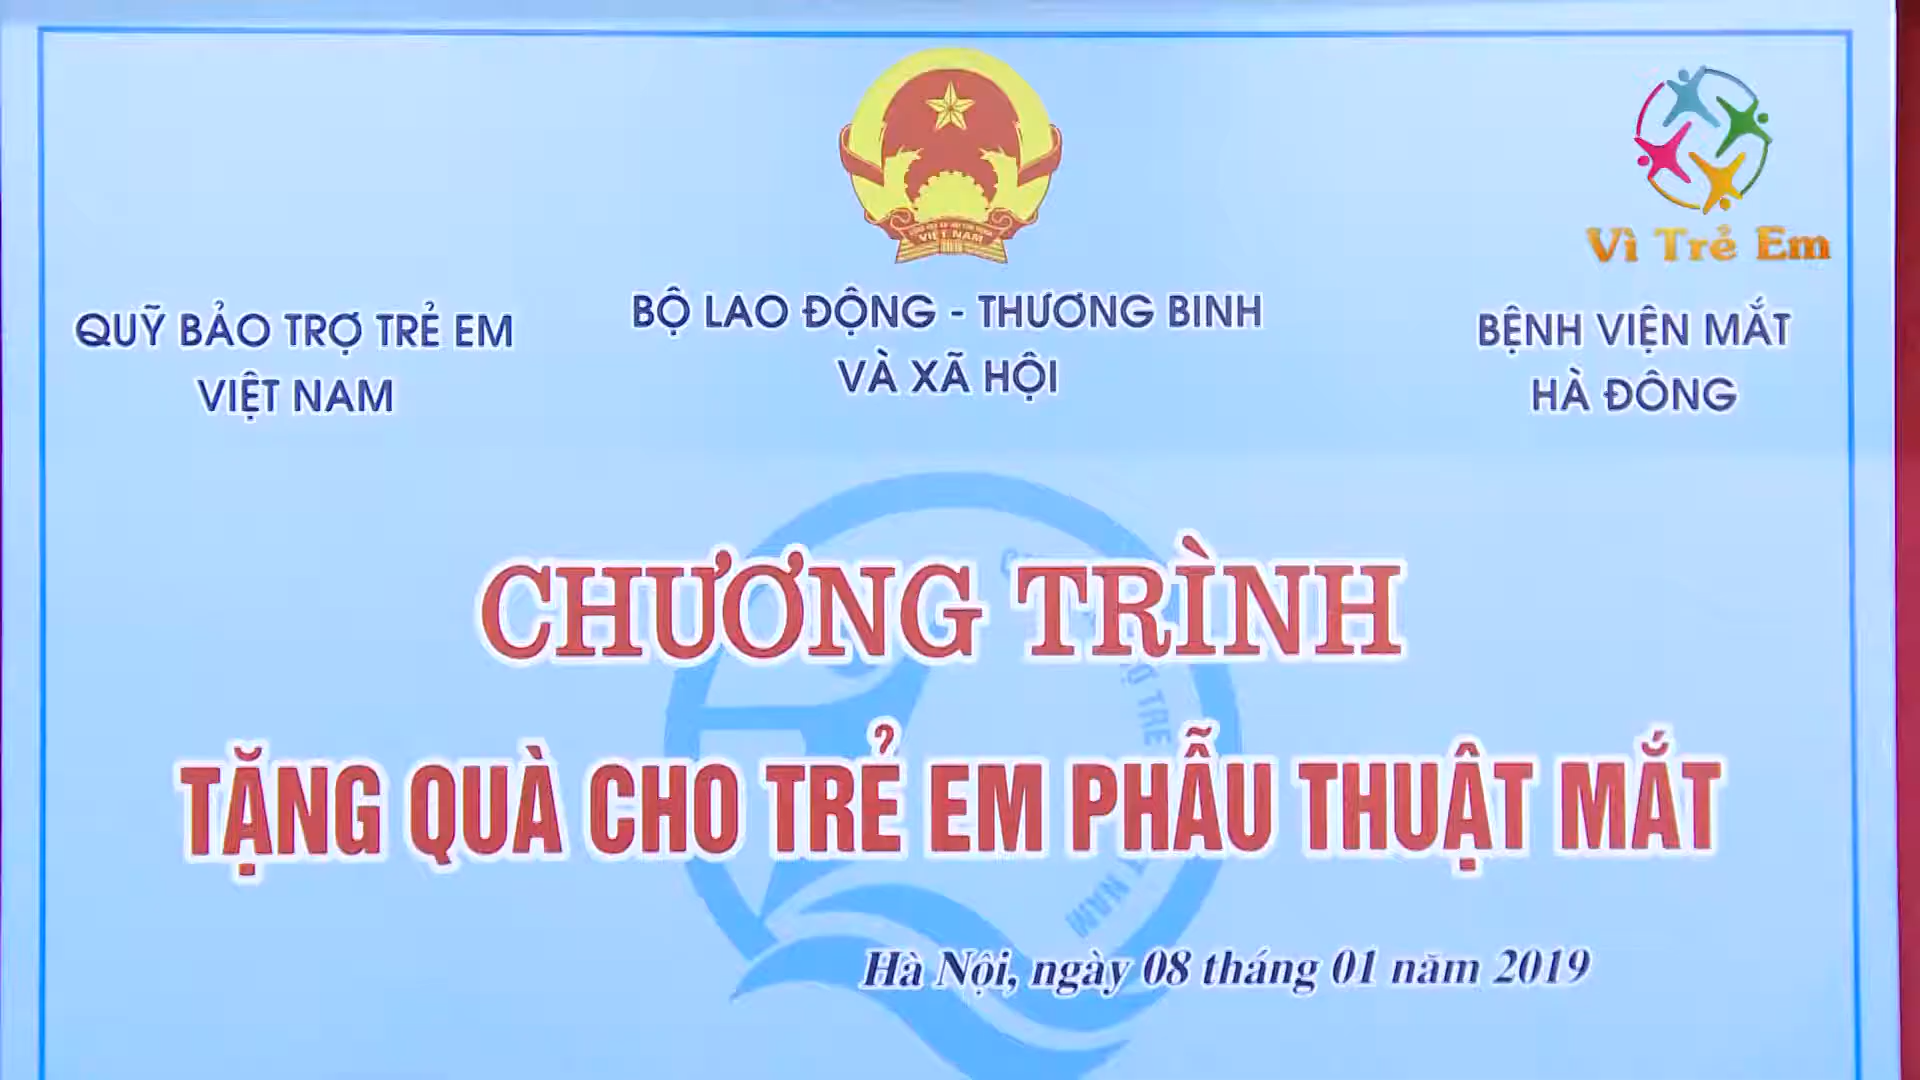 VIỆT NAM
Vì Trẻ Em
QUỸ BẢO TRỢ TRẺ EM
VIỆT NAM
BỘ LAO ĐỘNG - THƯƠNG BINH
VÀ XÃ HỘI
BỆNH VIỆN MẮT
HÀ ĐÔNG
CHƯƠNG TRÌNH
TẶNG QUÀ CHO TRẺ EM PHẪU THUẬT MẮT
Hà Nội, ngày 08 tháng 01 năm 2019